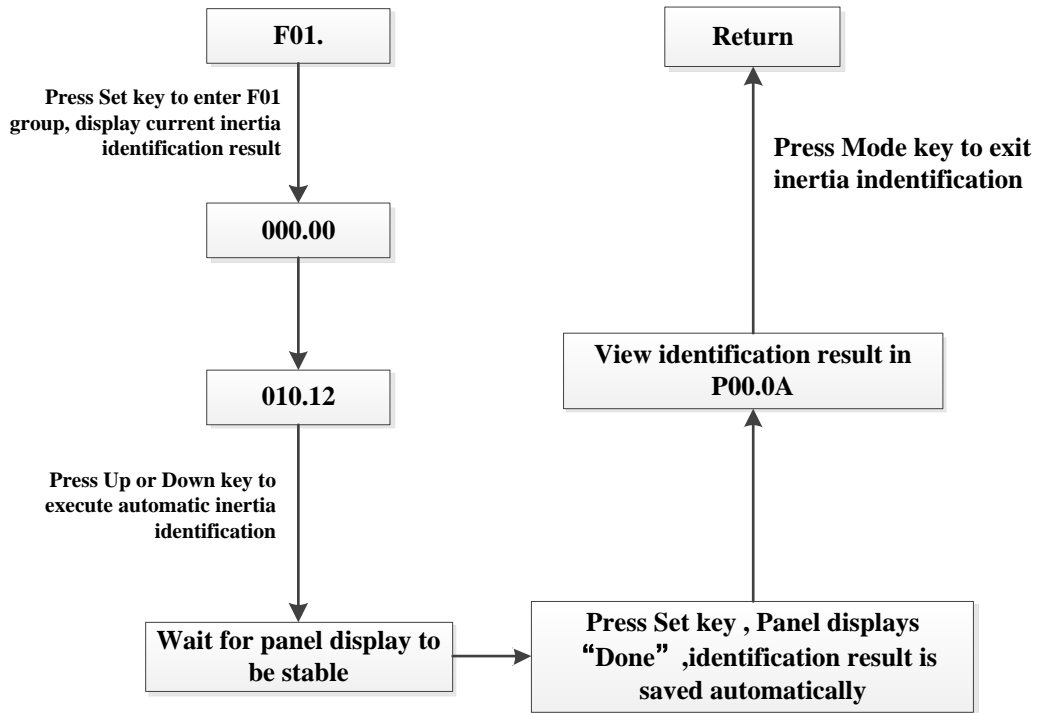 F01.
Press Set key to enter F01
group, display current inertia
identification result
000.00
010.12
Press Up or Down key to
execute automatic inertia
identification
Wait for panel display to
be stable
Press Set key , Panel displays
“Done” ,identification result is
saved automatically
View identification result in
P00.0A
Press Mode key to exit
inertia indentification
Return